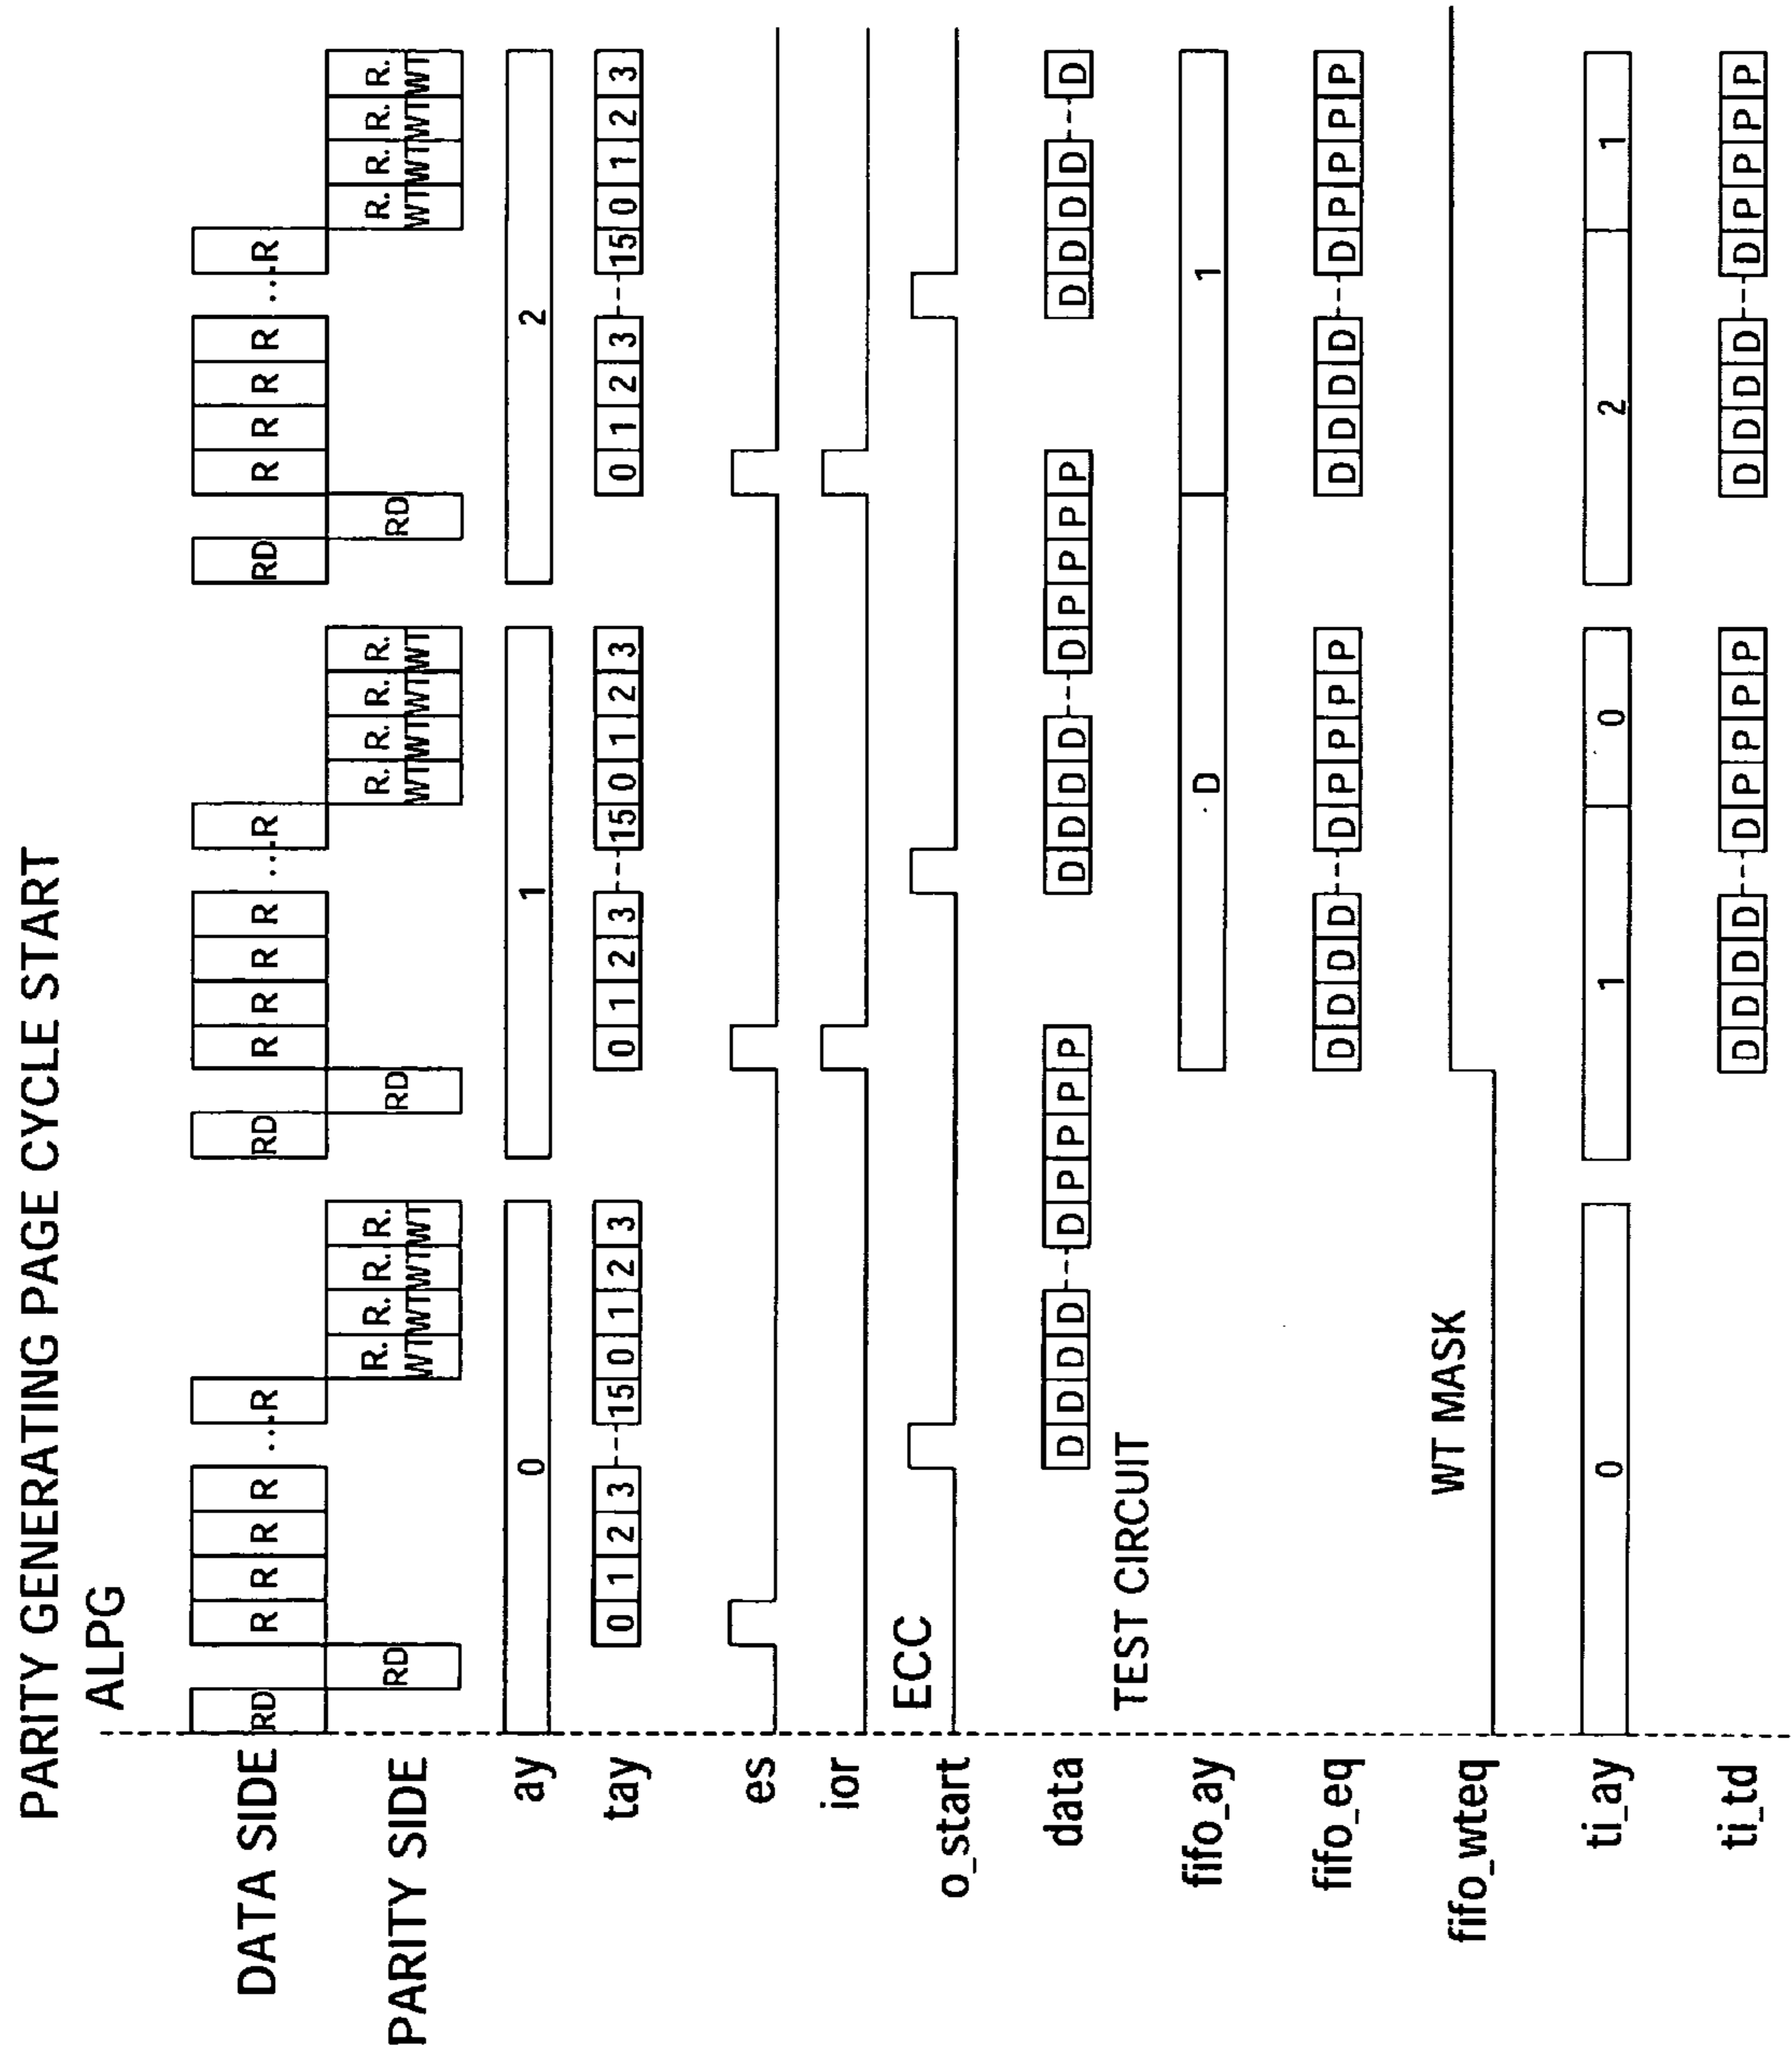 PARITY GENERATING PAGE CYCLE START
ALPG
DATA SIDE RD R R R R ...R RD R R R R ...R RD R R R R ...R
PARITY SIDE RD R.WT R.WT R.WT R.WT RD R.WT R.WT R.WT R.WT RD R.WT R.WT R.WT R.WT
ay 0 1 2
tay 0 1 2 3 --- 15 0 1 2 3 0 1 2 3 --- 15 0 1 2 3 0 1 2 3 --- 15 0 1 2 3
es
ior
ECC
o_start
data D D D D --- D P P P P D D D D --- D P P P P D D D D --- D
TEST CIRCUIT
fifo_ay D 1
fifo_eq D D D D --- D P P P P D D D D --- D P P P P
WT MASK
fifo_wteq
ti_ay 0 1 0 2 1
ti_td D D D D --- D P P P P D D D D --- D P P P P